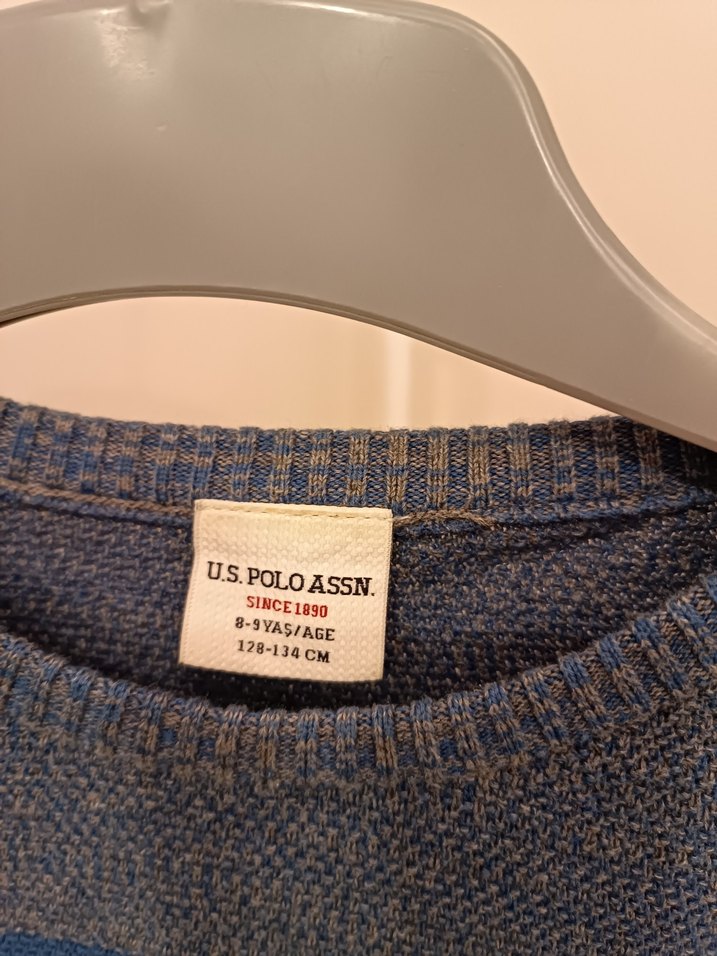 U.S. POLO ASSN.
SINCE 1890
8-9 YAŞ/AGE
128-134 CM